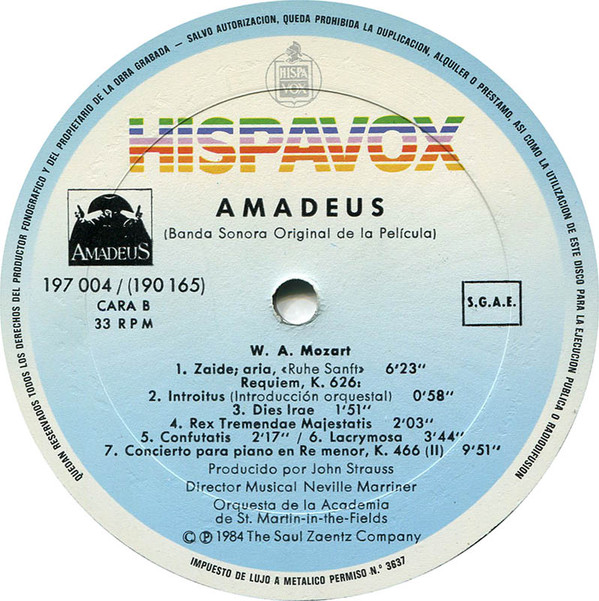 QUEDAN RESERVADOS TODOS LOS DERECHOS DEL PRODUCTOR FONOGRAFICO Y DEL PROPIETARIO DE LA OBRA GRABADA - SALVO AUTORIZACION, QUEDA PROHIBIDA LA DUPLICACION, ALQUILER O PRESTAMO, ASI COMO LA UTILIZACION DE ESTE DISCO PARA LA EJECUCION PUBLICA O RADIODIFUSION
HISPA
VOX
HISPAVOX
AMADEUS
(Banda Sonora Original de la Película)
AMADEUS
197 004 / (190 165)
CARA B
33 RPM
S.G.A.E.
W. A. Mozart
1. Zaide; aria, «Ruhe Sanft» 6'23"
Requiem, K. 626:
2. Introitus (Introducción orquestal) 0'58"
3. Dies Irae 1'51"
4. Rex Tremendae Majestatis 2'03"
5. Confutatis 2'17" / 6. Lacrymosa 3'44"
7. Concierto para piano en Re menor, K. 466 (II) 9'51"
Producido por John Strauss
Director Musical Neville Marriner
Orquesta de la Academia
de St. Martin-in-the-Fields
© ℗ 1984 The Saul Zaentz Company
IMPUESTO DE LUJO A METALICO PERMISO N.º 3637